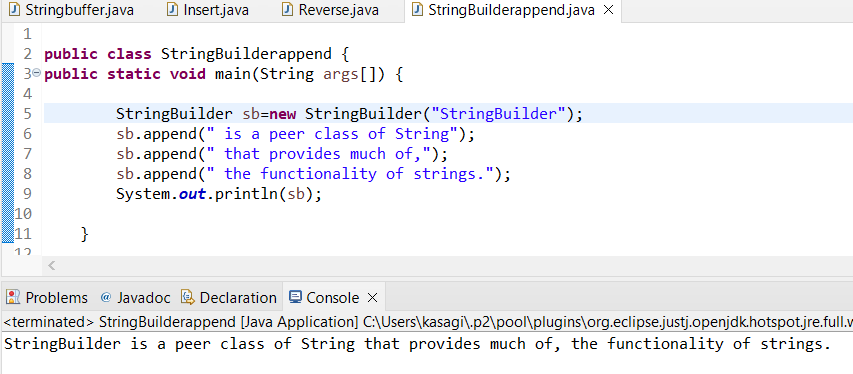 Stringbuffer.java Insert.java Reverse.java StringBuilderappend.java
1
2 public class StringBuilderappend {
3 public static void main(String args[]) {
4
5 StringBuilder sb=new StringBuilder("StringBuilder");
6 sb.append(" is a peer class of String");
7 sb.append(" that provides much of,");
8 sb.append(" the functionality of strings.");
9 System.out.println(sb);
10
11 }
12
Problems @ Javadoc Declaration Console
<terminated> StringBuilderappend [Java Application] C:\Users\kasagi\.p2\pool\plugins\org.eclipse.justj.openjdk.hotspot.jre.full.w
StringBuilder is a peer class of String that provides much of, the functionality of strings.